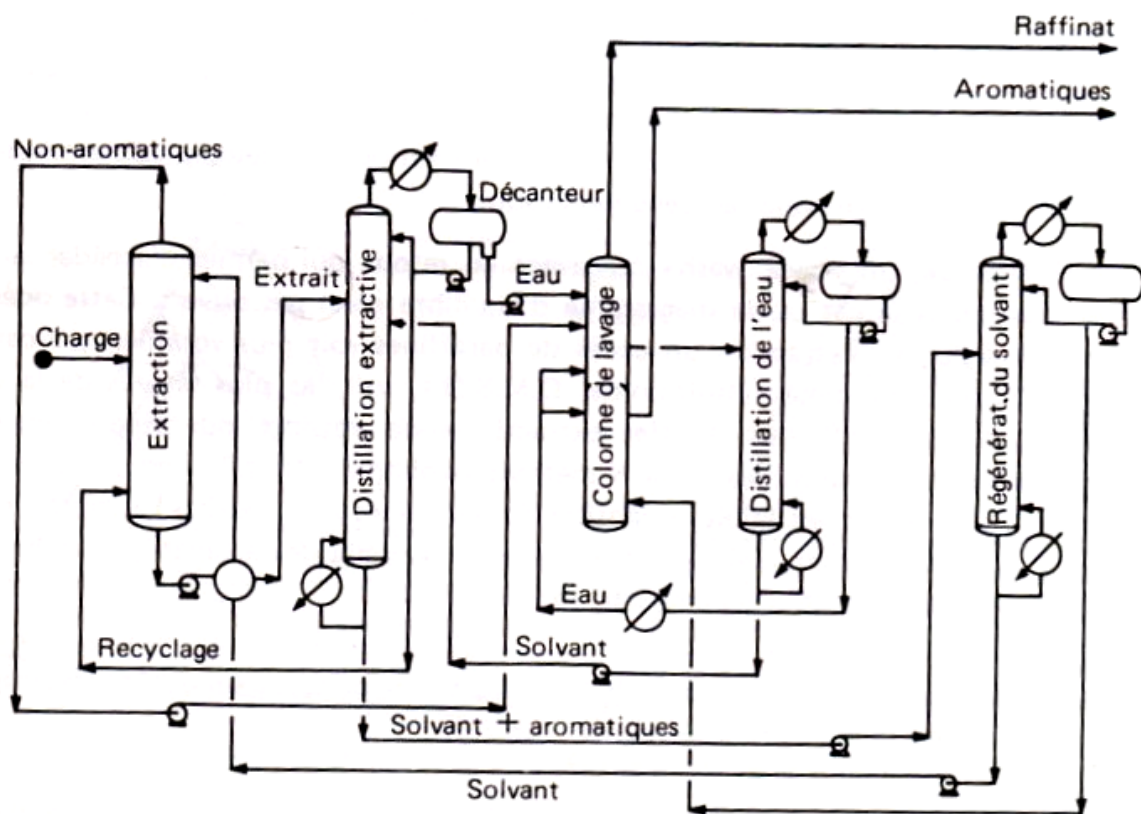 Raffinat
Aromatiques
Non-aromatiques
Décanteur
Extrait
Eau
Charge
Extraction
Distillation extractive
Colonne de lavage
Distillation de l'eau
Régénérat.du solvant
Eau
Recyclage
Solvant
Solvant + aromatiques
Solvant